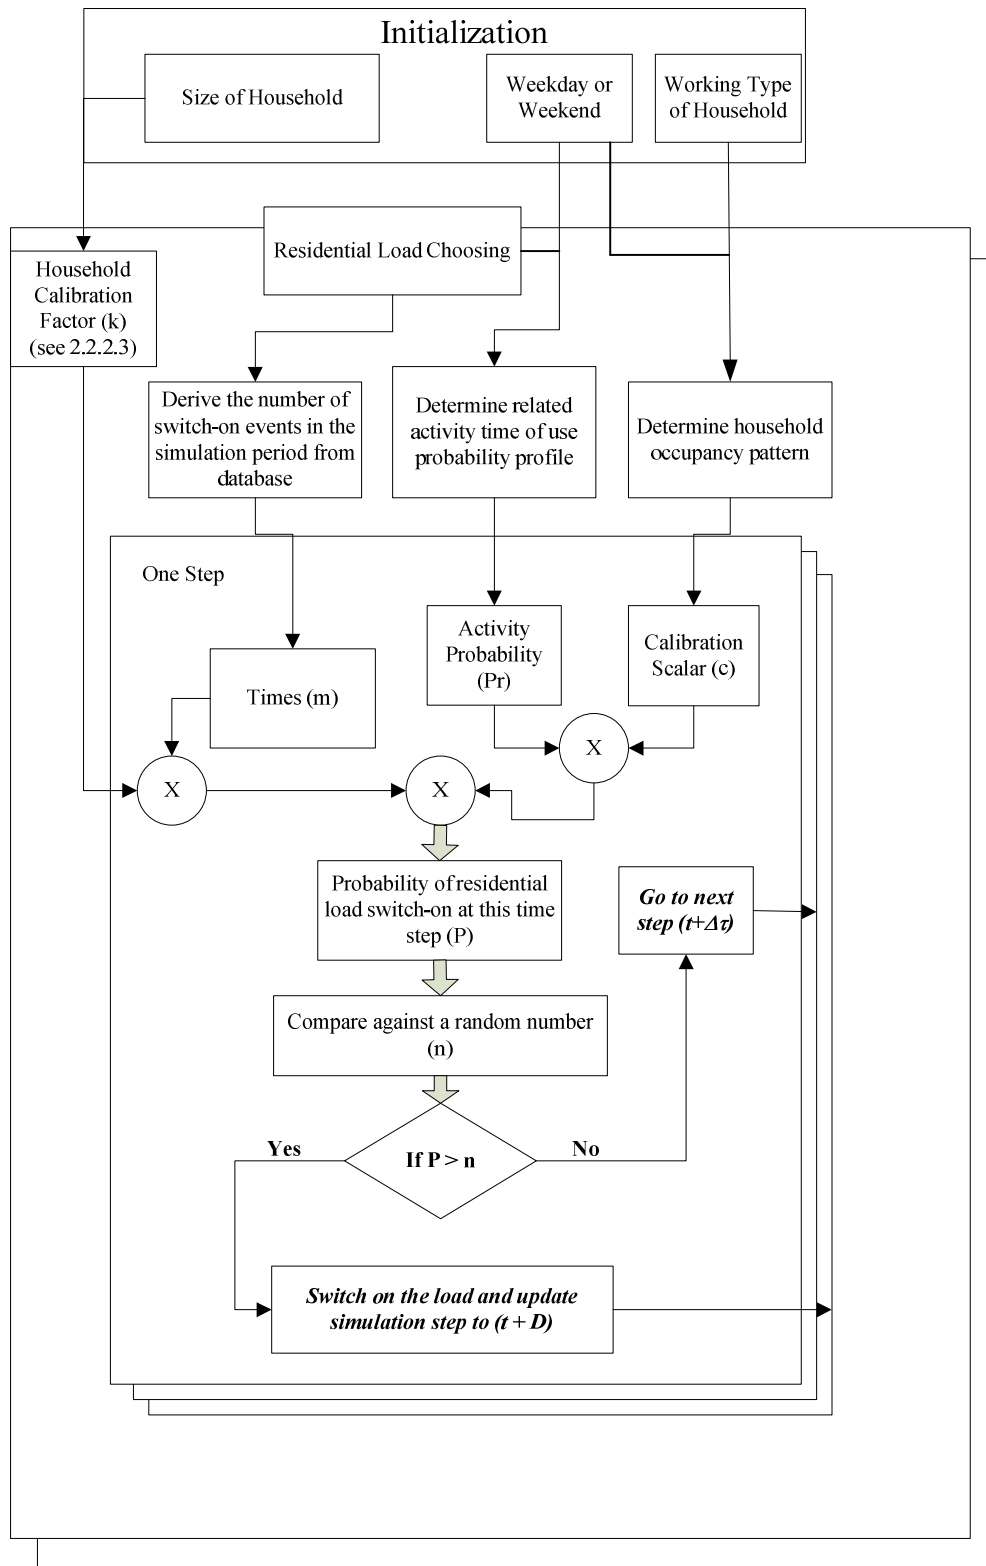 Initialization
Size of Household
Weekday or
Weekend
Working Type
of Household
Residential Load Choosing
Household
Calibration
Factor (k)
(see 2.2.2.3)
Derive the number of
switch-on events in the
simulation period from
database
Determine related
activity time of use
probability profile
Determine household
occupancy pattern
One Step
Times (m)
Activity
Probability
(Pr)
Calibration
Scalar (c)
X
X
X
Probability of residential
load switch-on at this time
step (P)
Go to next
step (t+Δτ)
Compare against a random number
(n)
If P > n
Yes
No
Switch on the load and update
simulation step to (t + D)